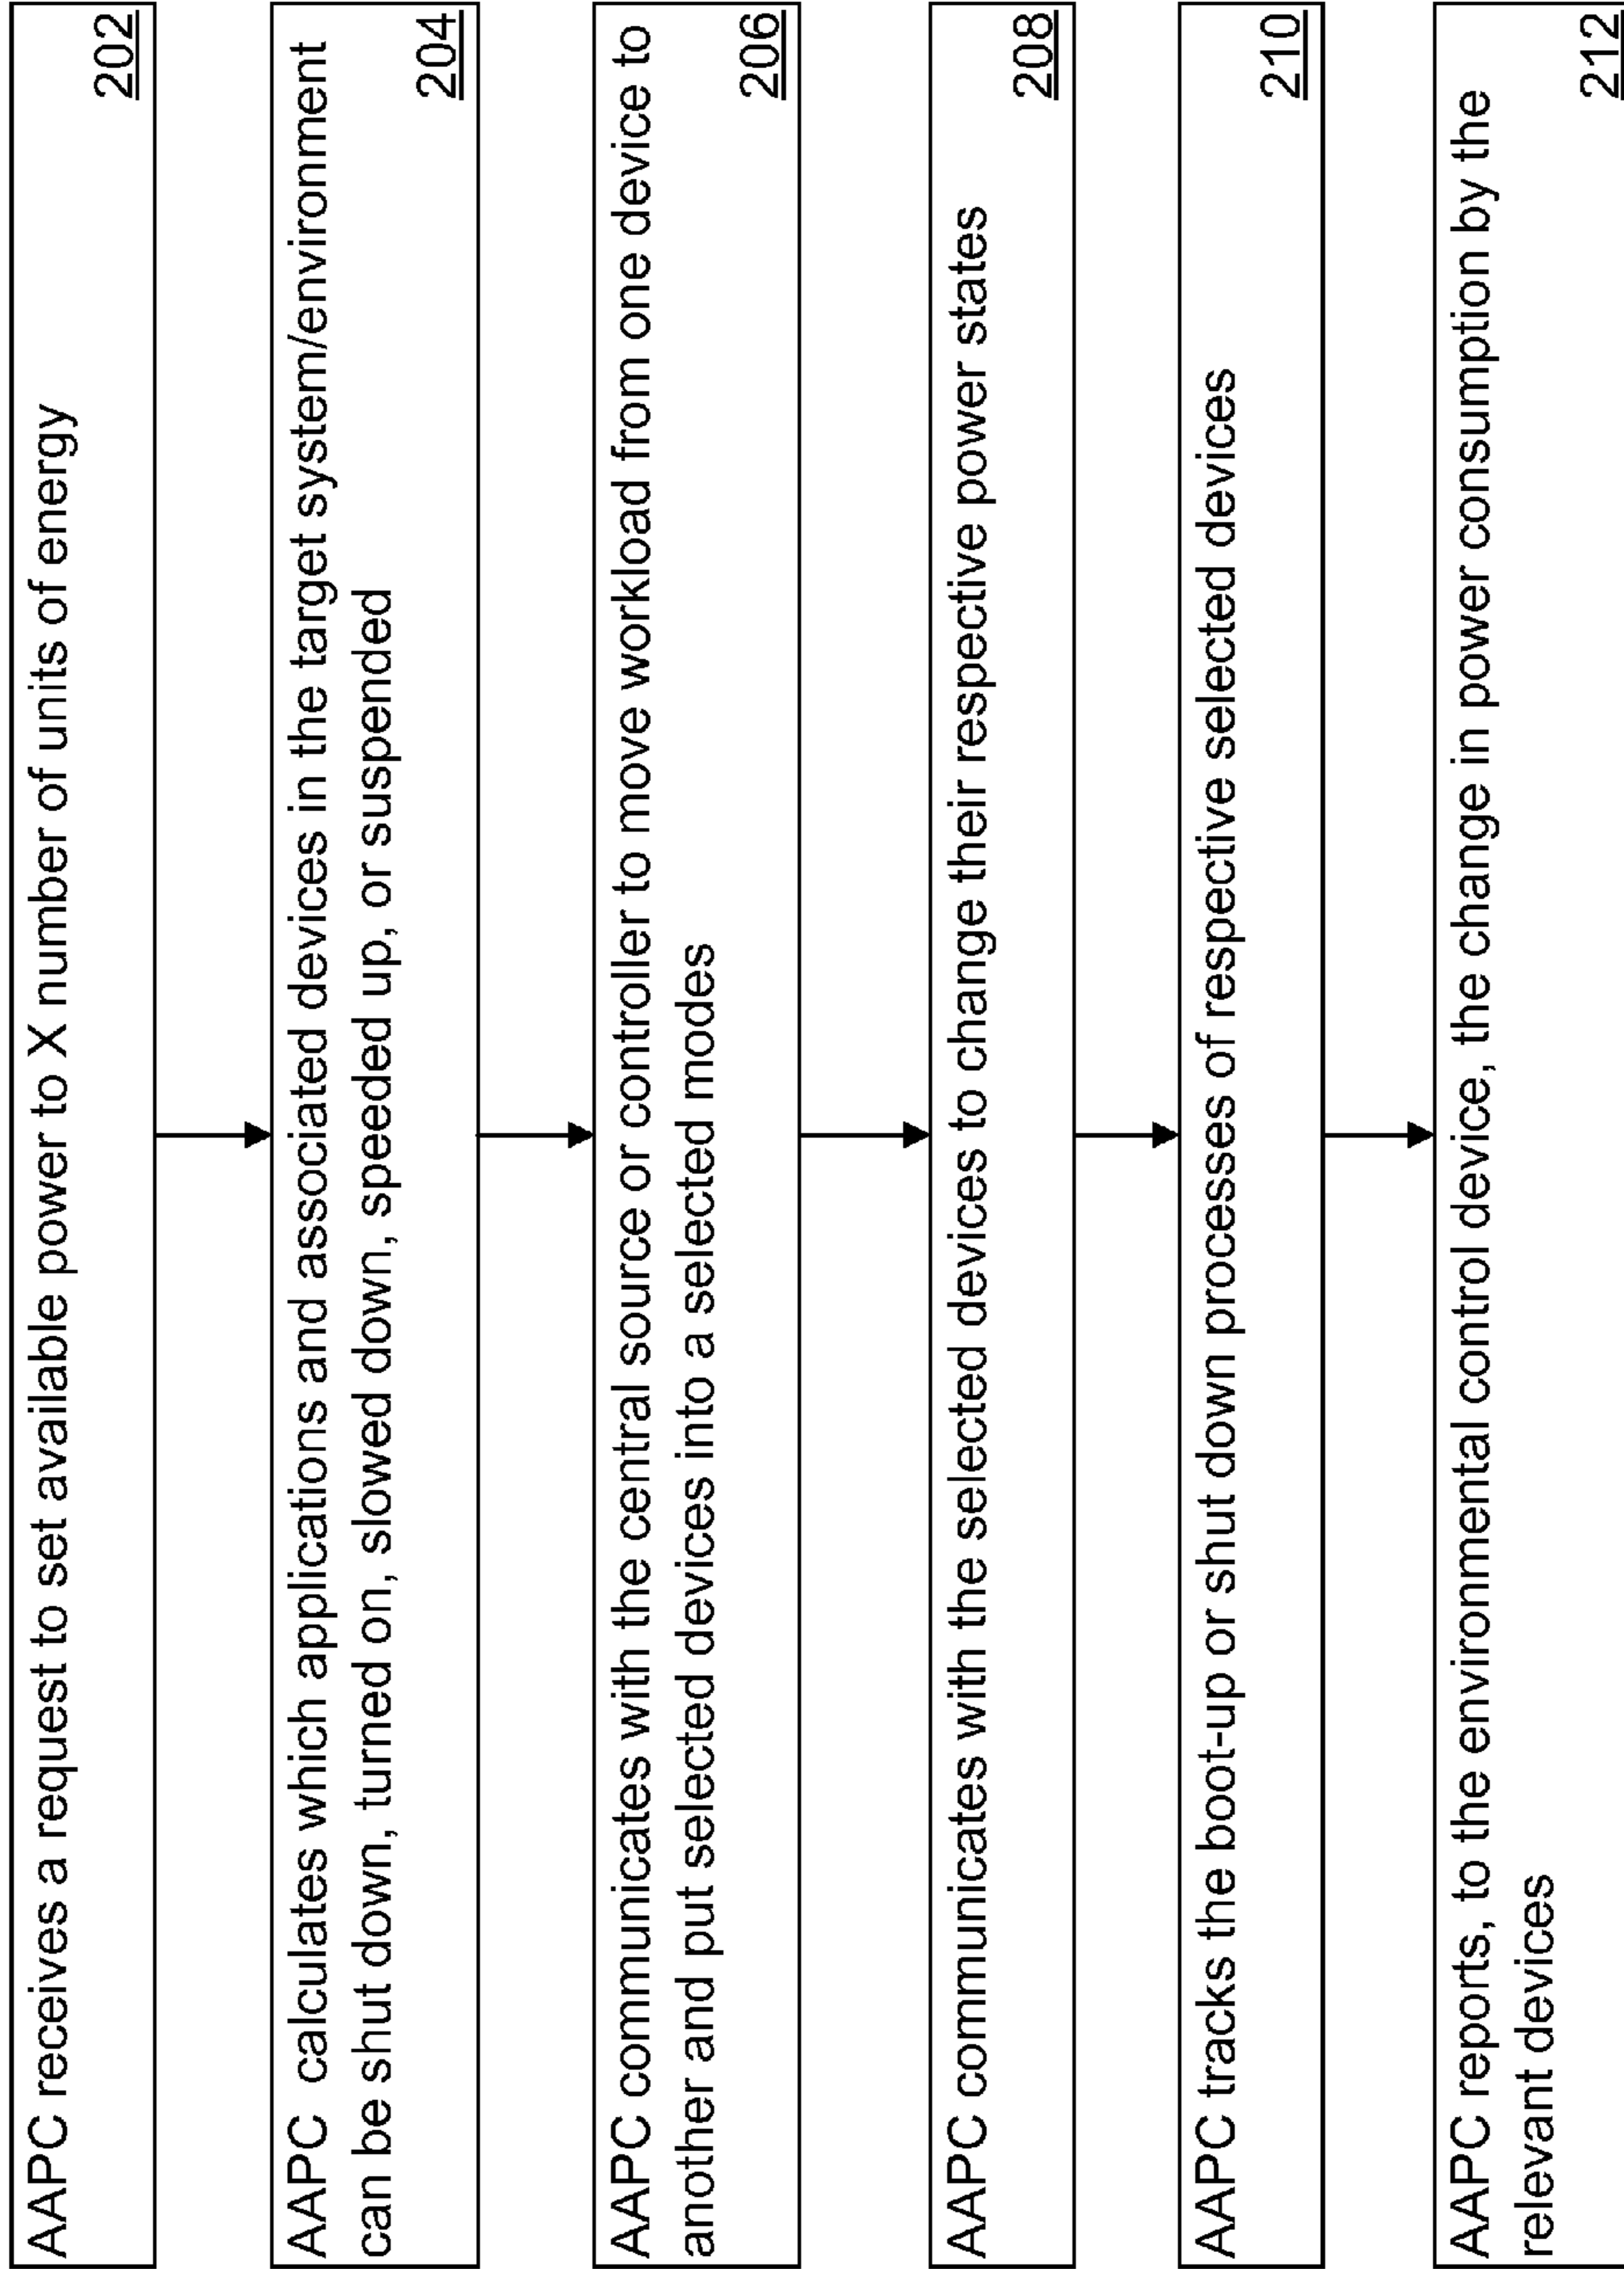 AAPC receives a request to set available power to X number of units of energy
202
AAPC calculates which applications and associated devices in the target system/environment
can be shut down, turned on, slowed down, speeded up, or suspended
204
AAPC communicates with the central source or controller to move workload from one device to
another and put selected devices into a selected modes
206
AAPC communicates with the selected devices to change their respective power states
208
AAPC tracks the boot-up or shut down processes of respective selected devices
210
AAPC reports, to the environmental control device, the change in power consumption by the
relevant devices
212